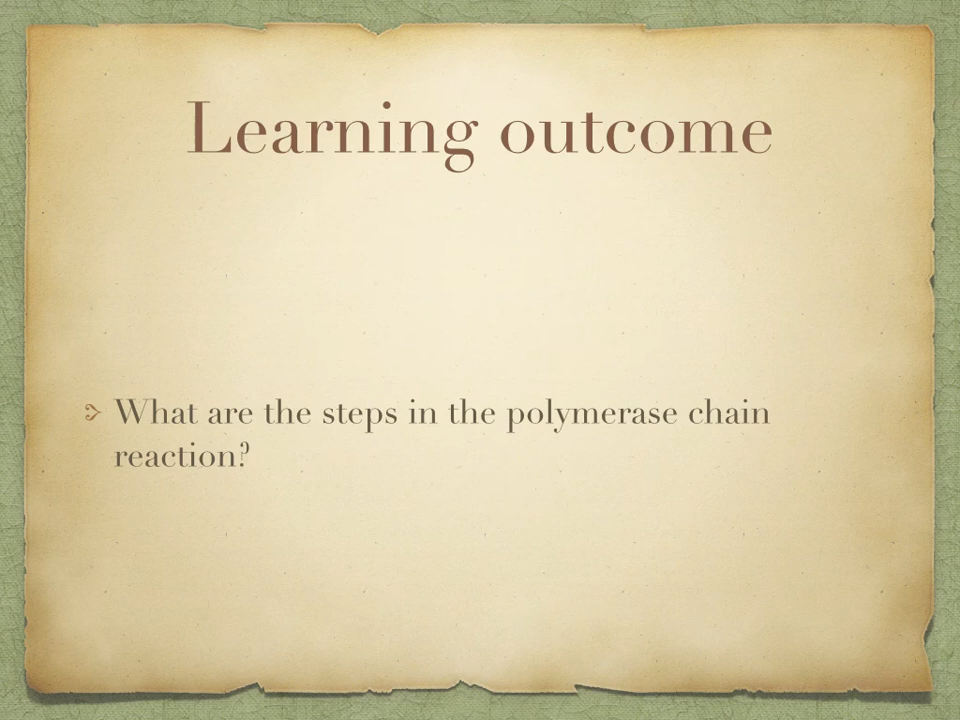 Learning outcome
What are the steps in the polymerase chain
reaction?